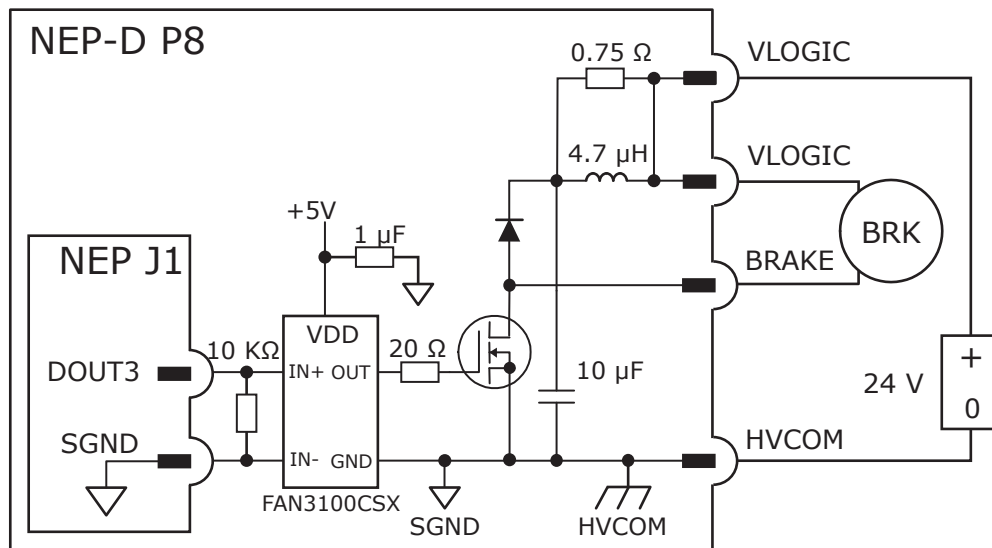 NEP-D P8
0.75 Ω
VLOGIC
4.7 µH
VLOGIC
+5V
1 µF
BRK
NEP J1
BRAKE
VDD
10 KΩ
20 Ω
DOUT3
IN+ OUT
10 µF
24 V
+
0
SGND
HVCOM
IN- GND
FAN3100CSX
SGND
HVCOM